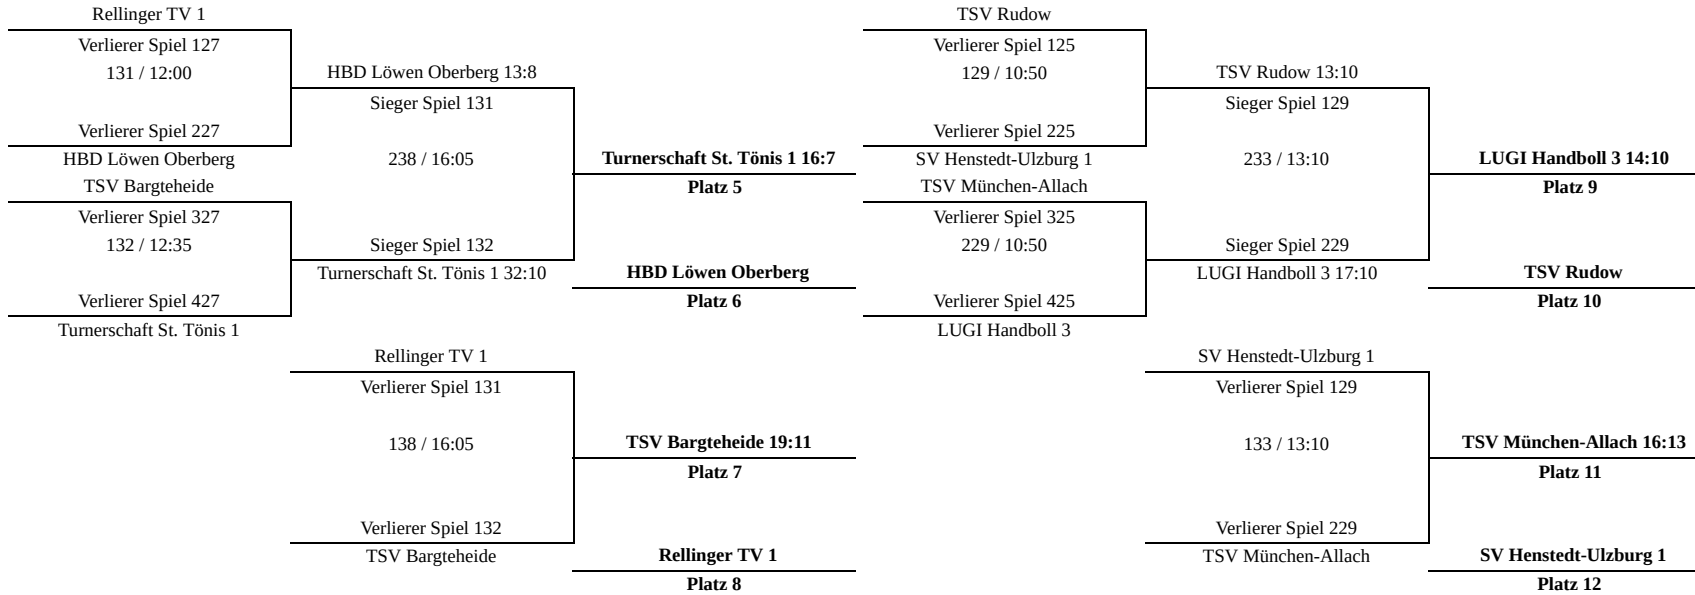 Rellinger TV 1
Verlierer Spiel 127
131 / 12:00
Verlierer Spiel 227
HBD Löwen Oberberg
TSV Bargteheide
Verlierer Spiel 327
132 / 12:35
Verlierer Spiel 427
Turnerschaft St. Tönis 1
HBD Löwen Oberberg 13:8
Sieger Spiel 131
238 / 16:05
Sieger Spiel 132
Turnerschaft St. Tönis 1 32:10
Turnerschaft St. Tönis 1 16:7
Platz 5
HBD Löwen Oberberg
Platz 6
Rellinger TV 1
Verlierer Spiel 131
138 / 16:05
Verlierer Spiel 132
TSV Bargteheide
TSV Bargteheide 19:11
Platz 7
Rellinger TV 1
Platz 8
TSV Rudow
Verlierer Spiel 125
129 / 10:50
Verlierer Spiel 225
SV Henstedt-Ulzburg 1
TSV München-Allach
Verlierer Spiel 325
229 / 10:50
Verlierer Spiel 425
LUGI Handboll 3
TSV Rudow 13:10
Sieger Spiel 129
233 / 13:10
Sieger Spiel 229
LUGI Handboll 3 17:10
LUGI Handboll 3 14:10
Platz 9
TSV Rudow
Platz 10
SV Henstedt-Ulzburg 1
Verlierer Spiel 129
133 / 13:10
Verlierer Spiel 229
TSV München-Allach
TSV München-Allach 16:13
Platz 11
SV Henstedt-Ulzburg 1
Platz 12